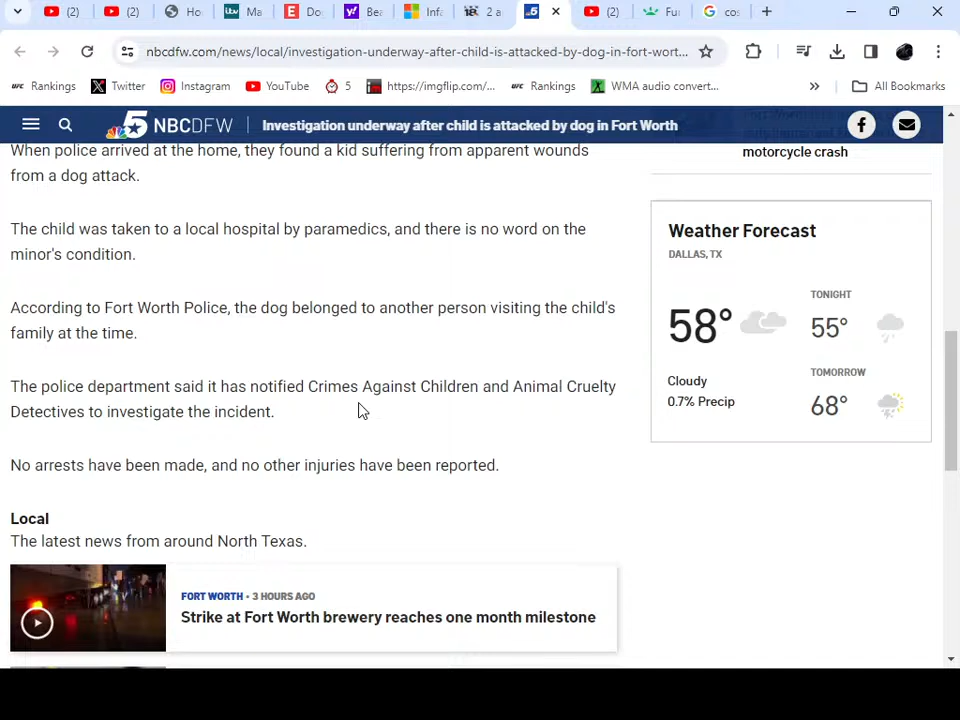 (2)
(2)
Ho
Ma
Do
Bea
Inf
2 a
(2)
Fu
cos
nbcdfw.com/news/local/investigation-underway-after-child-is-attacked-by-dog-in-fort-wort...
Rankings
Twitter
Instagram
YouTube
5
https://imgflip.com/...
Rankings
WMA audio convert...
All Bookmarks
5 NBCDFW
Investigation underway after child is attacked by dog in Fort Worth
When police arrived at the home, they found a kid suffering from apparent wounds
from a dog attack.
The child was taken to a local hospital by paramedics, and there is no word on the
minor's condition.
According to Fort Worth Police, the dog belonged to another person visiting the child's
family at the time.
The police department said it has notified Crimes Against Children and Animal Cruelty
Detectives to investigate the incident.
No arrests have been made, and no other injuries have been reported.
Local
The latest news from around North Texas.
FORT WORTH • 3 HOURS AGO
Strike at Fort Worth brewery reaches one month milestone
motorcycle crash
Weather Forecast
DALLAS, TX
58°
Cloudy
0.7% Precip
TONIGHT
55°
TOMORROW
68°